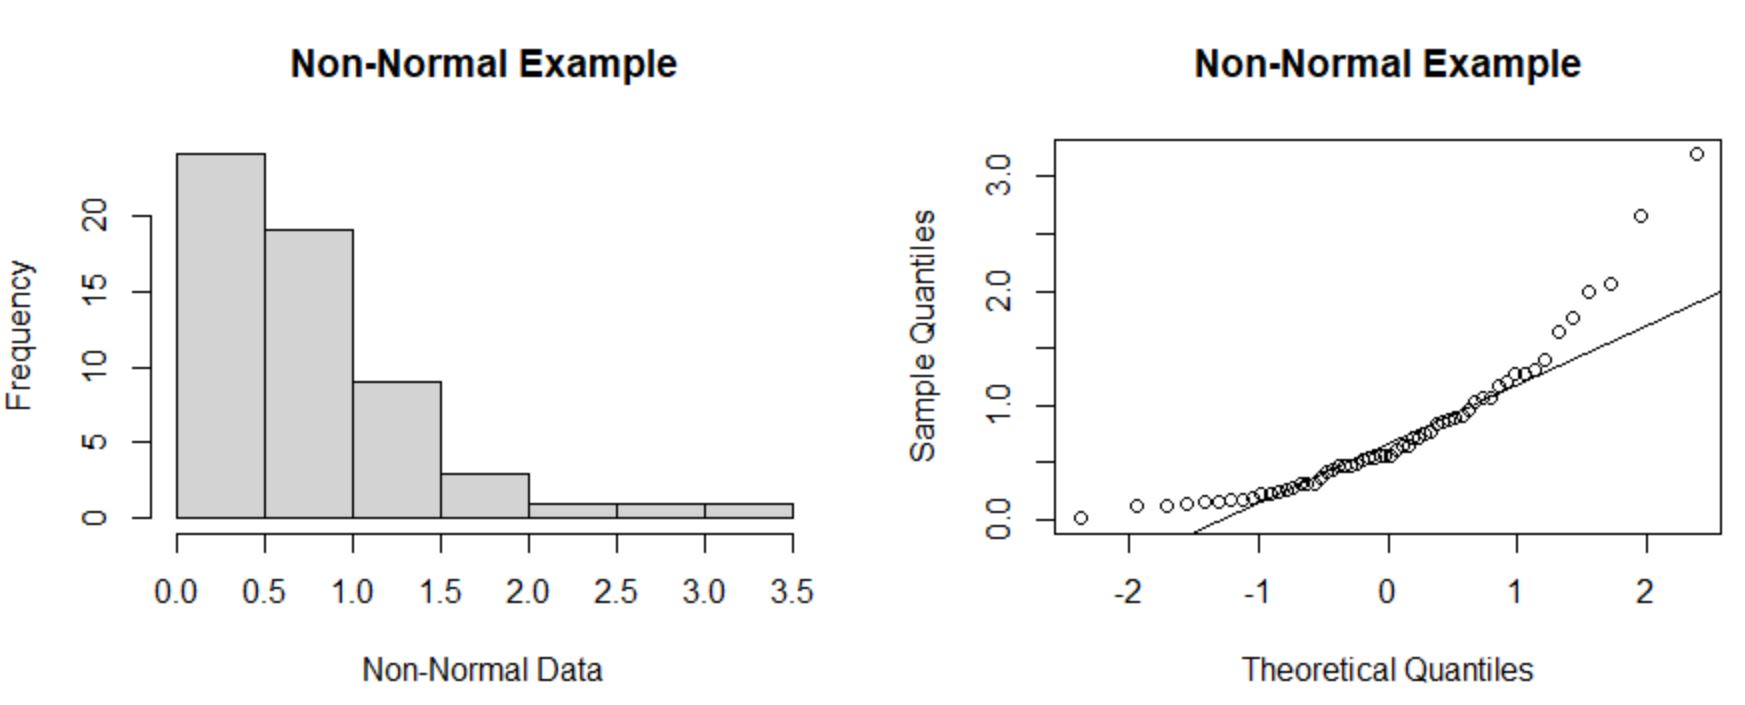 Non-Normal Example
Frequency
20
15
10
5
0
0.0 0.5 1.0 1.5 2.0 2.5 3.0 3.5
Non-Normal Data
Non-Normal Example
Sample Quantiles
3.0
2.0
1.0
0.0
-2 -1 0 1 2
Theoretical Quantiles